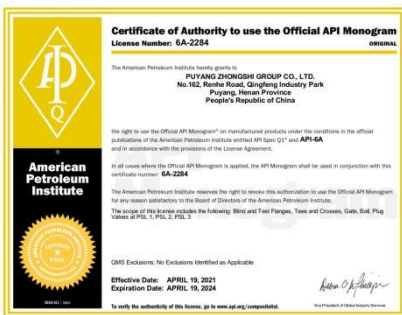 Certificate of Authority to use the Official API Monogram
License Number: 6A-2284
ORIGINAL
The American Petroleum Institute hereby grants to
PUYANG ZHONGSHI GROUP CO., LTD.
No.162, Renhe Road, Qingfeng Industry Park
Puyang, Henan Province
People's Republic of China
the right to use the Official API Monogram® on manufactured products under the conditions in the official
publications of the American Petroleum Institute entitled API Spec Q1® and API-6A
and in accordance with the provisions of the License Agreement.
In all cases where the Official API Monogram is applied, the API Monogram shall be used in conjunction with this
certificate number: 6A-2284
The American Petroleum Institute reserves the right to revoke this authorization to use the Official API Monogram
for any reason satisfactory to the Board of Directors of the American Petroleum Institute.
The scope of this license includes the following: Blind and Test Flanges, Tees and Crosses, Gate, Ball, Plug
Valves at PSL 1, PSL 2, PSL 3
QMS Exclusions: No Exclusions Identified as Applicable
Effective Date: APRIL 19, 2021
Expiration Date: APRIL 19, 2024
To verify the authenticity of this license, go to www.api.org/compositelist.
Vice President of Global Industry Services
API
Q
American
Petroleum
Institute
SEAL